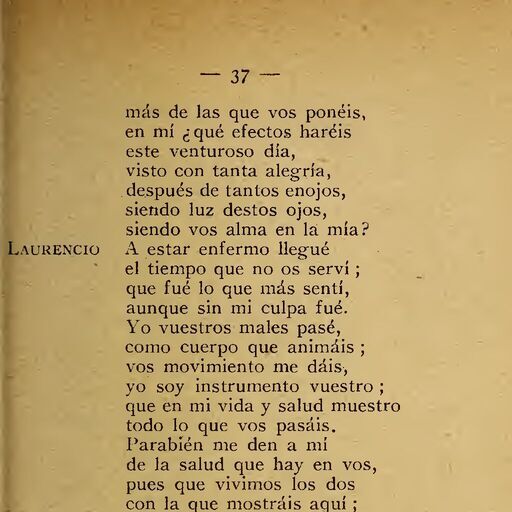 — 37 —
más de las que vos ponéis,
en mí ¿qué efectos haréis
este venturoso día,
visto con tanta alegría,
después de tantos enojos,
siendo luz destos ojos,
siendo vos alma en la mía?
LAURENCIO A estar enfermo llegué
el tiempo que no os serví ;
que fué lo que más sentí,
aunque sin mi culpa fué.
Yo vuestros males pasé,
como cuerpo que animáis ;
vos movimiento me dáis,
yo soy instrumento vuestro ;
que en mi vida y salud muestro
todo lo que vos pasáis.
Parabién me den a mí
de la salud que hay en vos,
pues que vivimos los dos
con la que mostráis aquí ;